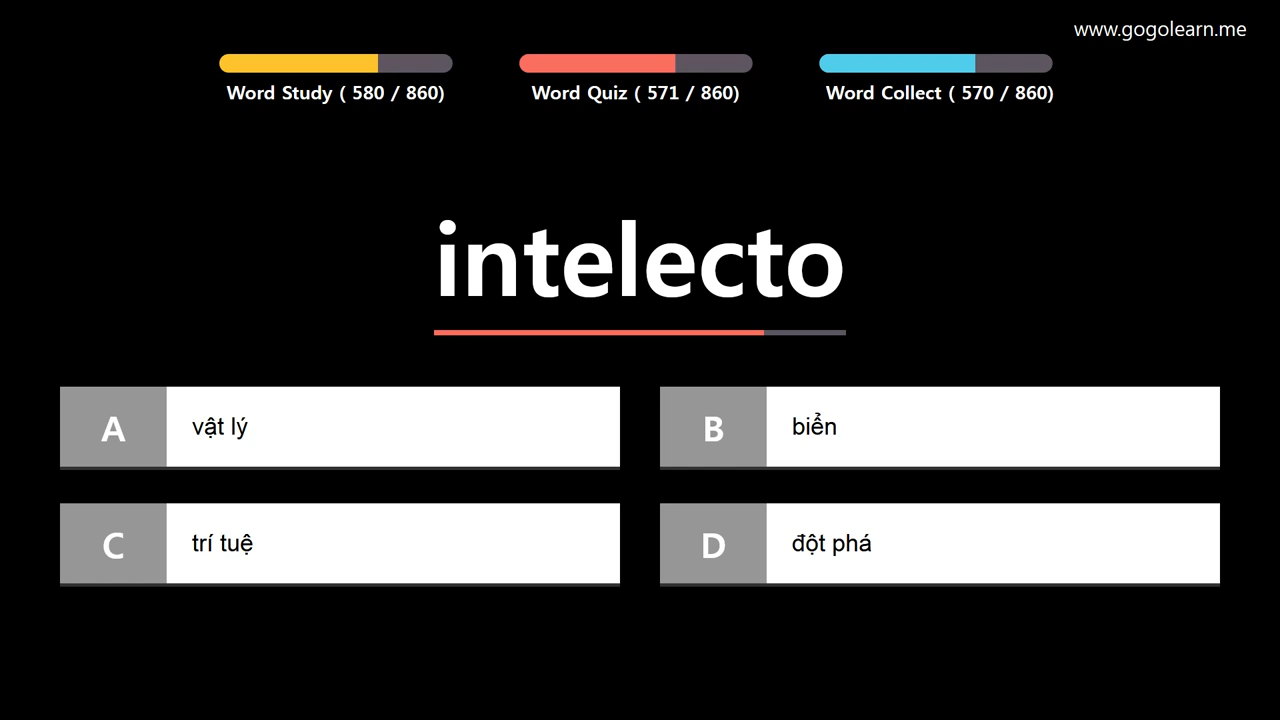 www.gogolearn.me
Word Study ( 580 / 860)
Word Quiz ( 571 / 860)
Word Collect ( 570 / 860)
intelecto
A
vật lý
B
biển
C
trí tuệ
D
đột phá